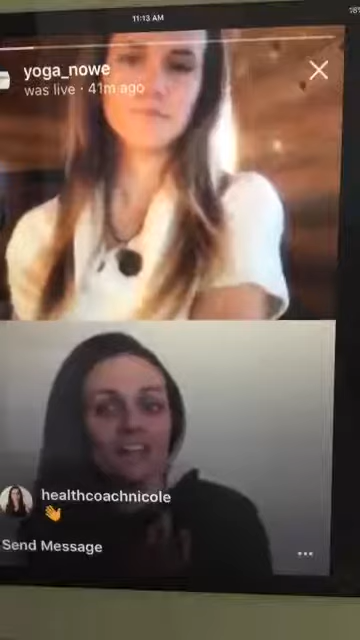 11:13 AM
yoga_nowe
was live · 41m ago
healthcoachnicole
👋
Send Message